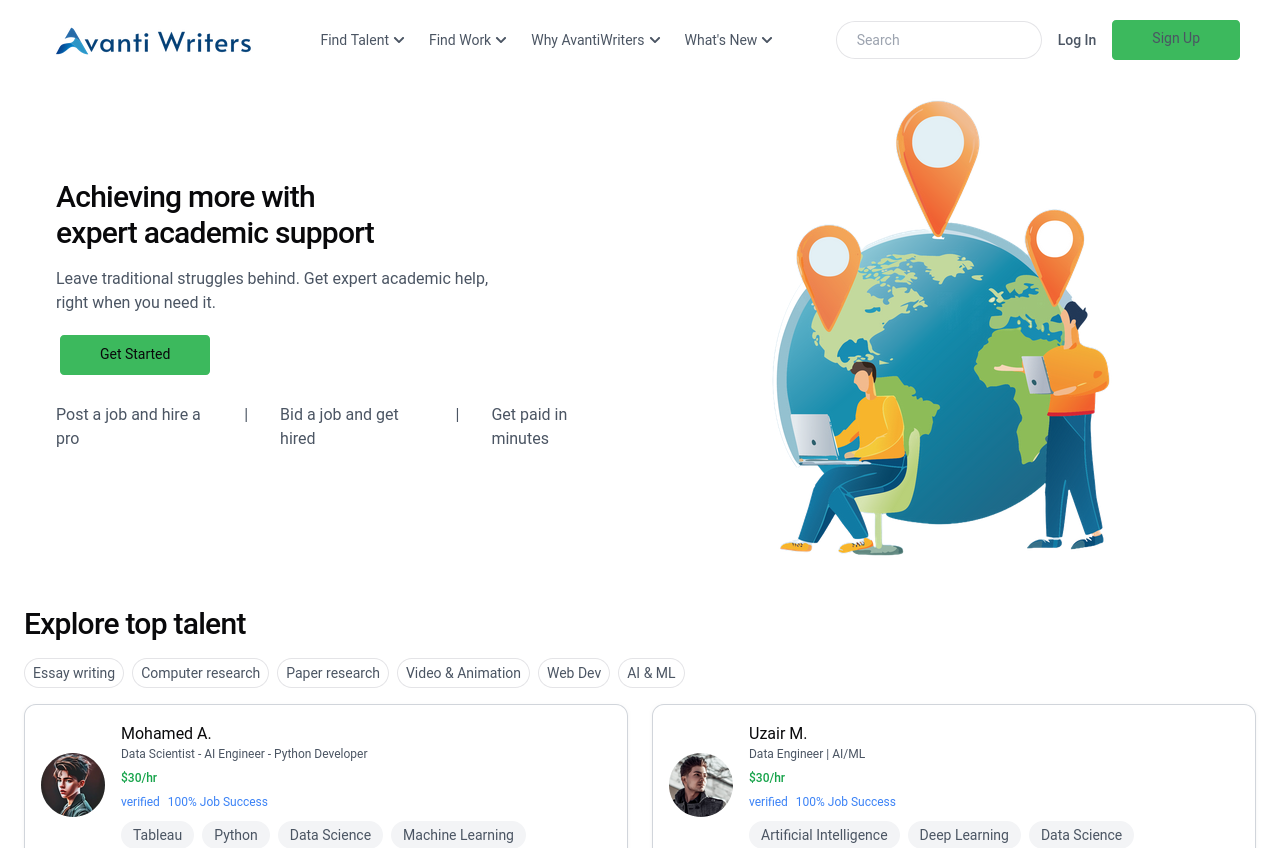 Avanti Writers
Find Talent
Find Work
Why AvantiWriters
What's New
Search
Log In
Sign Up
Achieving more with
expert academic support
Leave traditional struggles behind. Get expert academic help,
right when you need it.
Get Started
Post a job and hire a
pro
|
Bid a job and get
hired
|
Get paid in
minutes
Explore top talent
Essay writing
Computer research
Paper research
Video & Animation
Web Dev
AI & ML
Mohamed A.
Data Scientist - AI Engineer - Python Developer
$30/hr
verified 100% Job Success
Tableau
Python
Data Science
Machine Learning
Uzair M.
Data Engineer | AI/ML
$30/hr
verified 100% Job Success
Artificial Intelligence
Deep Learning
Data Science